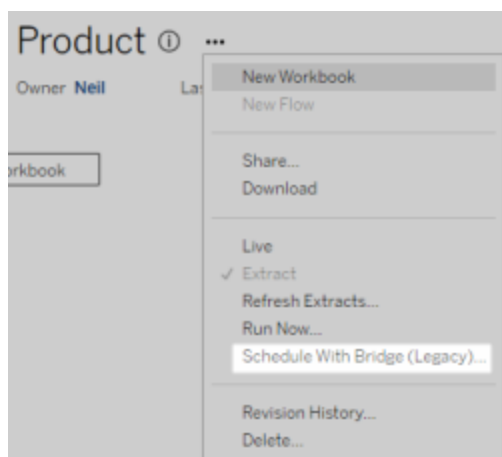 Product ⓘ ...
Owner Neil
New Workbook
New Flow
Share...
Download
Live
✓ Extract
Refresh Extracts...
Run Now...
Schedule With Bridge (Legacy)...
Revision History...
Delete...